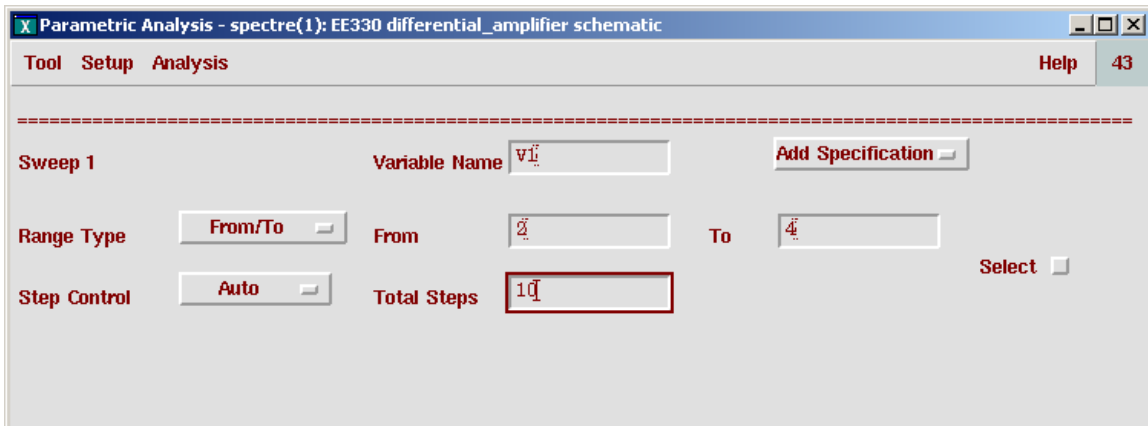 X Parametric Analysis - spectre(1): EE330 differential_amplifier schematic
Tool Setup Analysis Help 43
=======================================================================================================
Sweep 1 Variable Name V1 Add Specification
Range Type From/To From 2 To 4
Select
Step Control Auto Total Steps 10